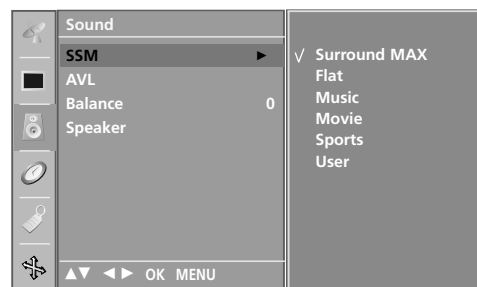 Sound
SSM ►
AVL
Balance 0
Speaker
▲▼ ◄► OK MENU
√ Surround MAX
Flat
Music
Movie
Sports
User